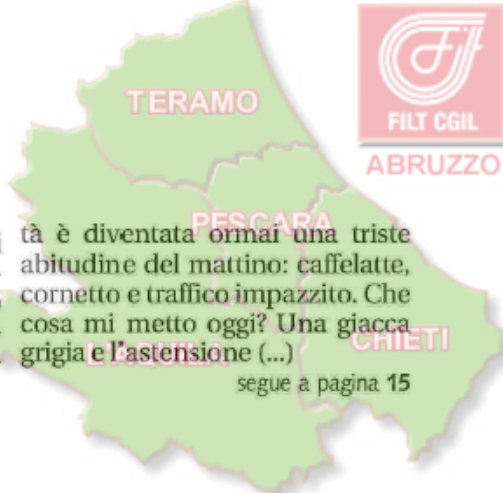 TERAMO
FILT CGIL
ABRUZZO
PESCARA
tà è diventata ormai una triste
abitudine del mattino: caffelatte,
cornetto e traffico impazzito. Che
cosa mi metto oggi? Una giacca
grigia e l'astensione (...)
CHIETI
L'AQUILA
segue a pagina 15